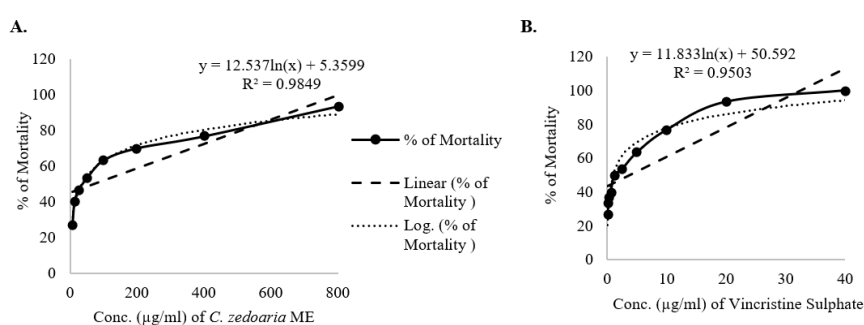 A.
120
100
80
60
40
20
0
% of Mortality
y = 12.537ln(x) + 5.3599
R² = 0.9849
0 200 400 600 800
Conc. (µg/ml) of C. zedoaria ME
% of Mortality
Linear (% of
Mortality )
Log. (% of
Mortality )
B.
120
100
80
60
40
20
0
% of Mortality
y = 11.833ln(x) + 50.592
R² = 0.9503
0 10 20 30 40
Conc. (µg/ml) of Vincristine Sulphate